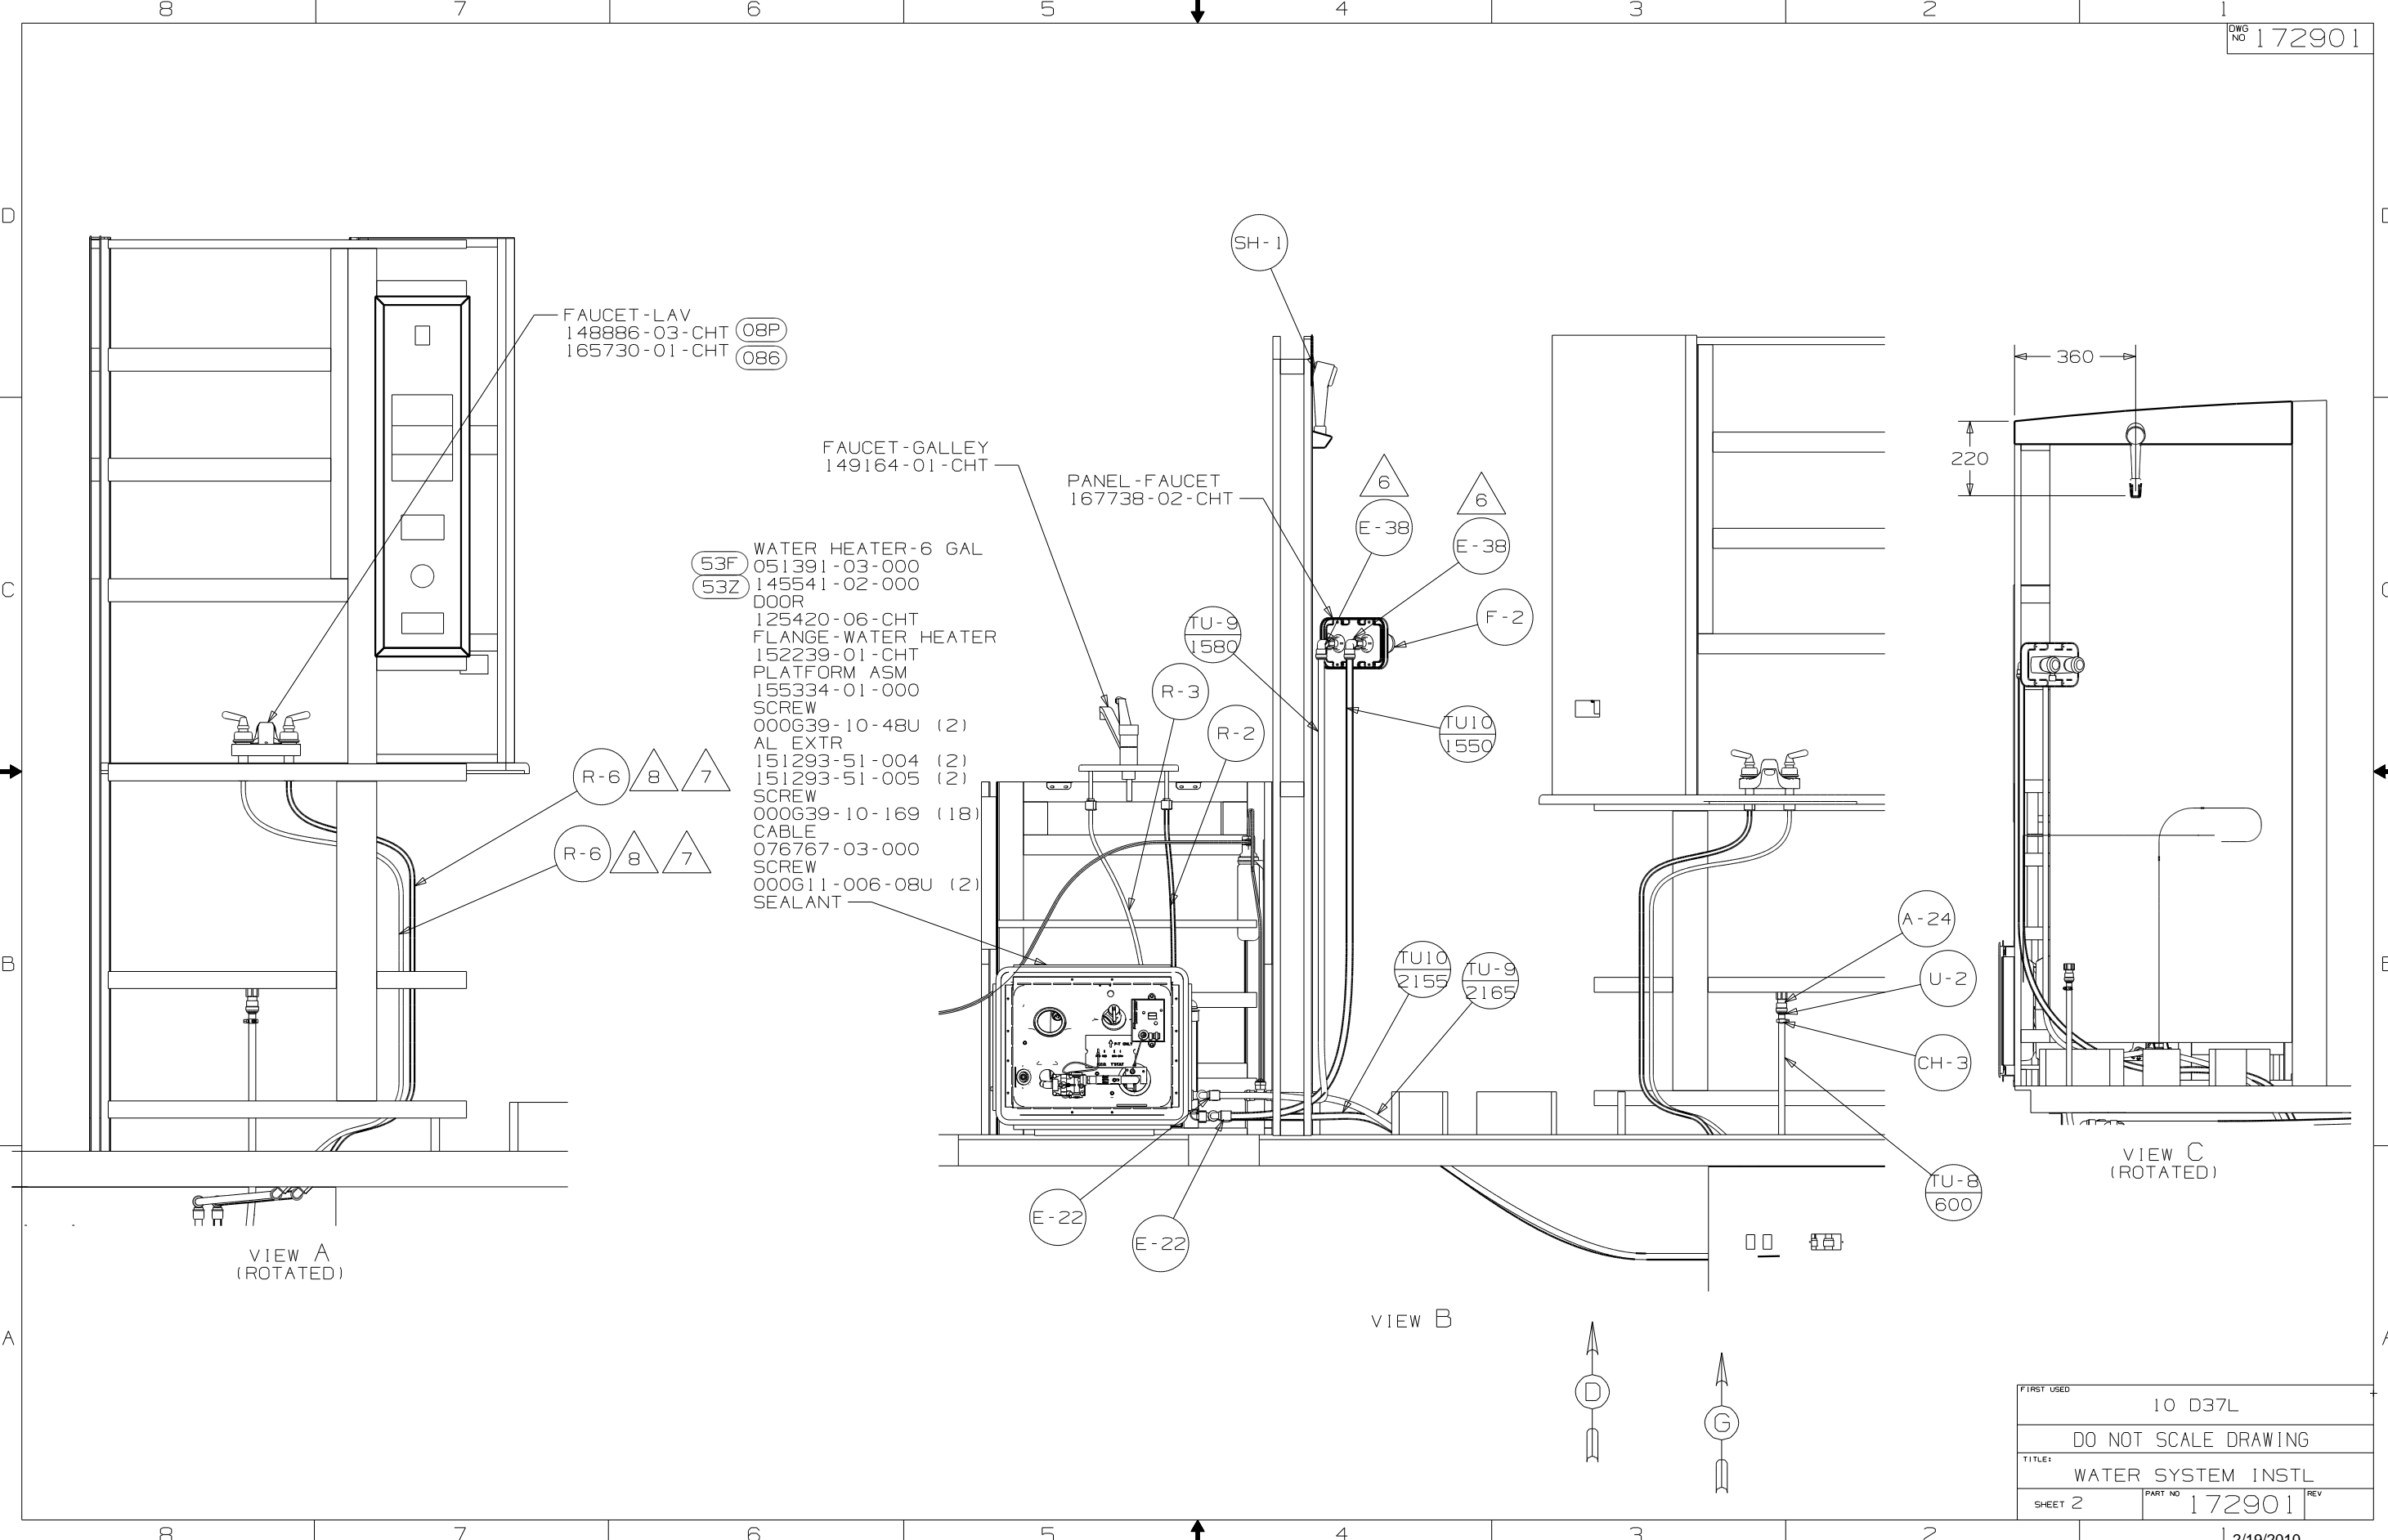 8 7 6 5 4 3 2 1
DWG NO 172901
D
C
B
A
FAUCET-LAV
148886-03-CHT 08P
165730-01-CHT 086
R-6 8 7
R-6 8 7
VIEW A
(ROTATED)
SH-1
FAUCET-GALLEY
149164-01-CHT
PANEL-FAUCET
167738-02-CHT
6
E-38
6
E-38
F-2
WATER HEATER-6 GAL
53F 051391-03-000
53Z 145541-02-000
DOOR
125420-06-CHT
FLANGE-WATER HEATER
152239-01-CHT
PLATFORM ASM
155334-01-000
SCREW
000G39-10-48U (2)
AL EXTR
151293-51-004 (2)
151293-51-005 (2)
SCREW
000G39-10-169 (18)
CABLE
076767-03-000
SCREW
000G11-006-08U (2)
SEALANT
TU-9
1580
R-3
R-2
TU10
1550
TU10
2155
TU-9
2165
E-22
E-22
A-24
U-2
CH-3
TU-8
600
VIEW B
D
G
360
220
VIEW C
(ROTATED)
FIRST USED
10 D37L
DO NOT SCALE DRAWING
TITLE:
WATER SYSTEM INSTL
SHEET 2
PART NO 172901
REV
8 7 6 5 4 3 2 1
2/19/2010